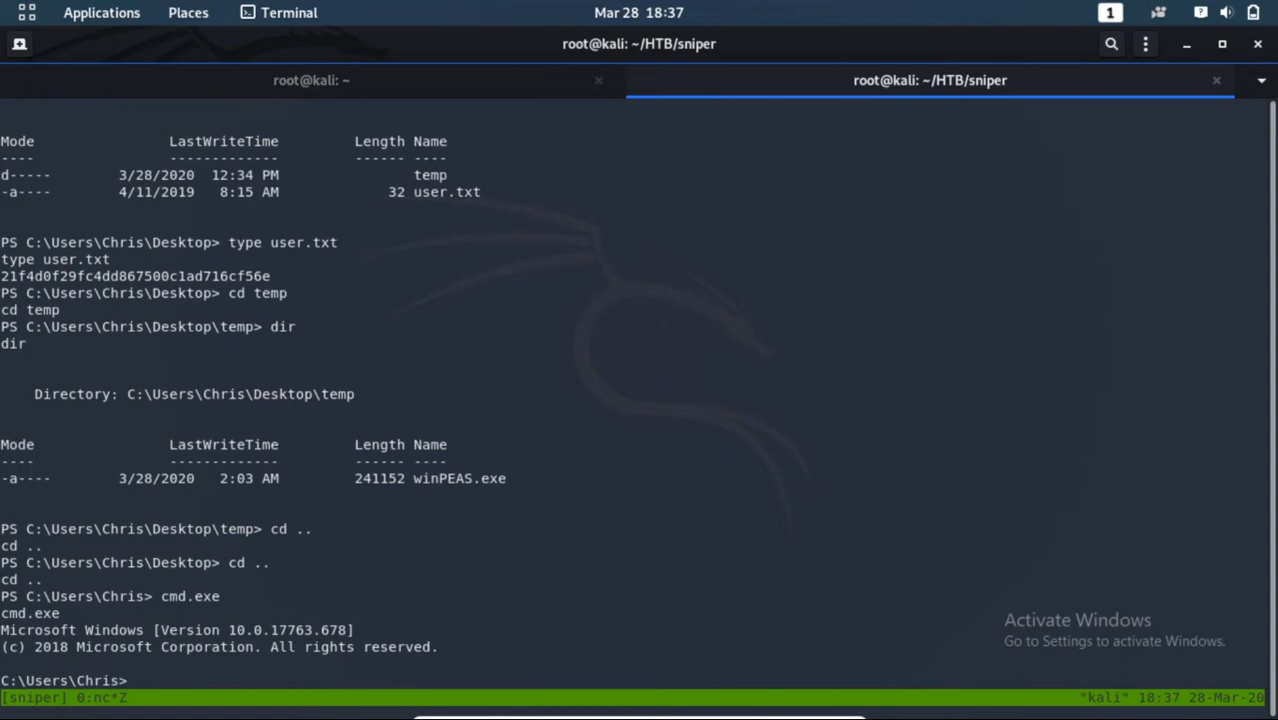 Applications Places Terminal Mar 28 18:37 1
root@kali: ~/HTB/sniper
root@kali: ~ × root@kali: ~/HTB/sniper ×
Mode LastWriteTime Length Name
---- ------------- ------ ----
d----- 3/28/2020 12:34 PM temp
-a---- 4/11/2019 8:15 AM 32 user.txt
PS C:\Users\Chris\Desktop> type user.txt
type user.txt
21f4d0f29fc4dd867500c1ad716cf56e
PS C:\Users\Chris\Desktop> cd temp
cd temp
PS C:\Users\Chris\Desktop\temp> dir
dir
Directory: C:\Users\Chris\Desktop\temp
Mode LastWriteTime Length Name
---- ------------- ------ ----
-a---- 3/28/2020 2:03 AM 241152 winPEAS.exe
PS C:\Users\Chris\Desktop\temp> cd ..
cd ..
PS C:\Users\Chris\Desktop> cd ..
cd ..
PS C:\Users\Chris> cmd.exe
cmd.exe
Microsoft Windows [Version 10.0.17763.678]
(c) 2018 Microsoft Corporation. All rights reserved.
Activate Windows
Go to Settings to activate Windows.
C:\Users\Chris>
[sniper] 0:nc*Z "kali" 18:37 28-Mar-20